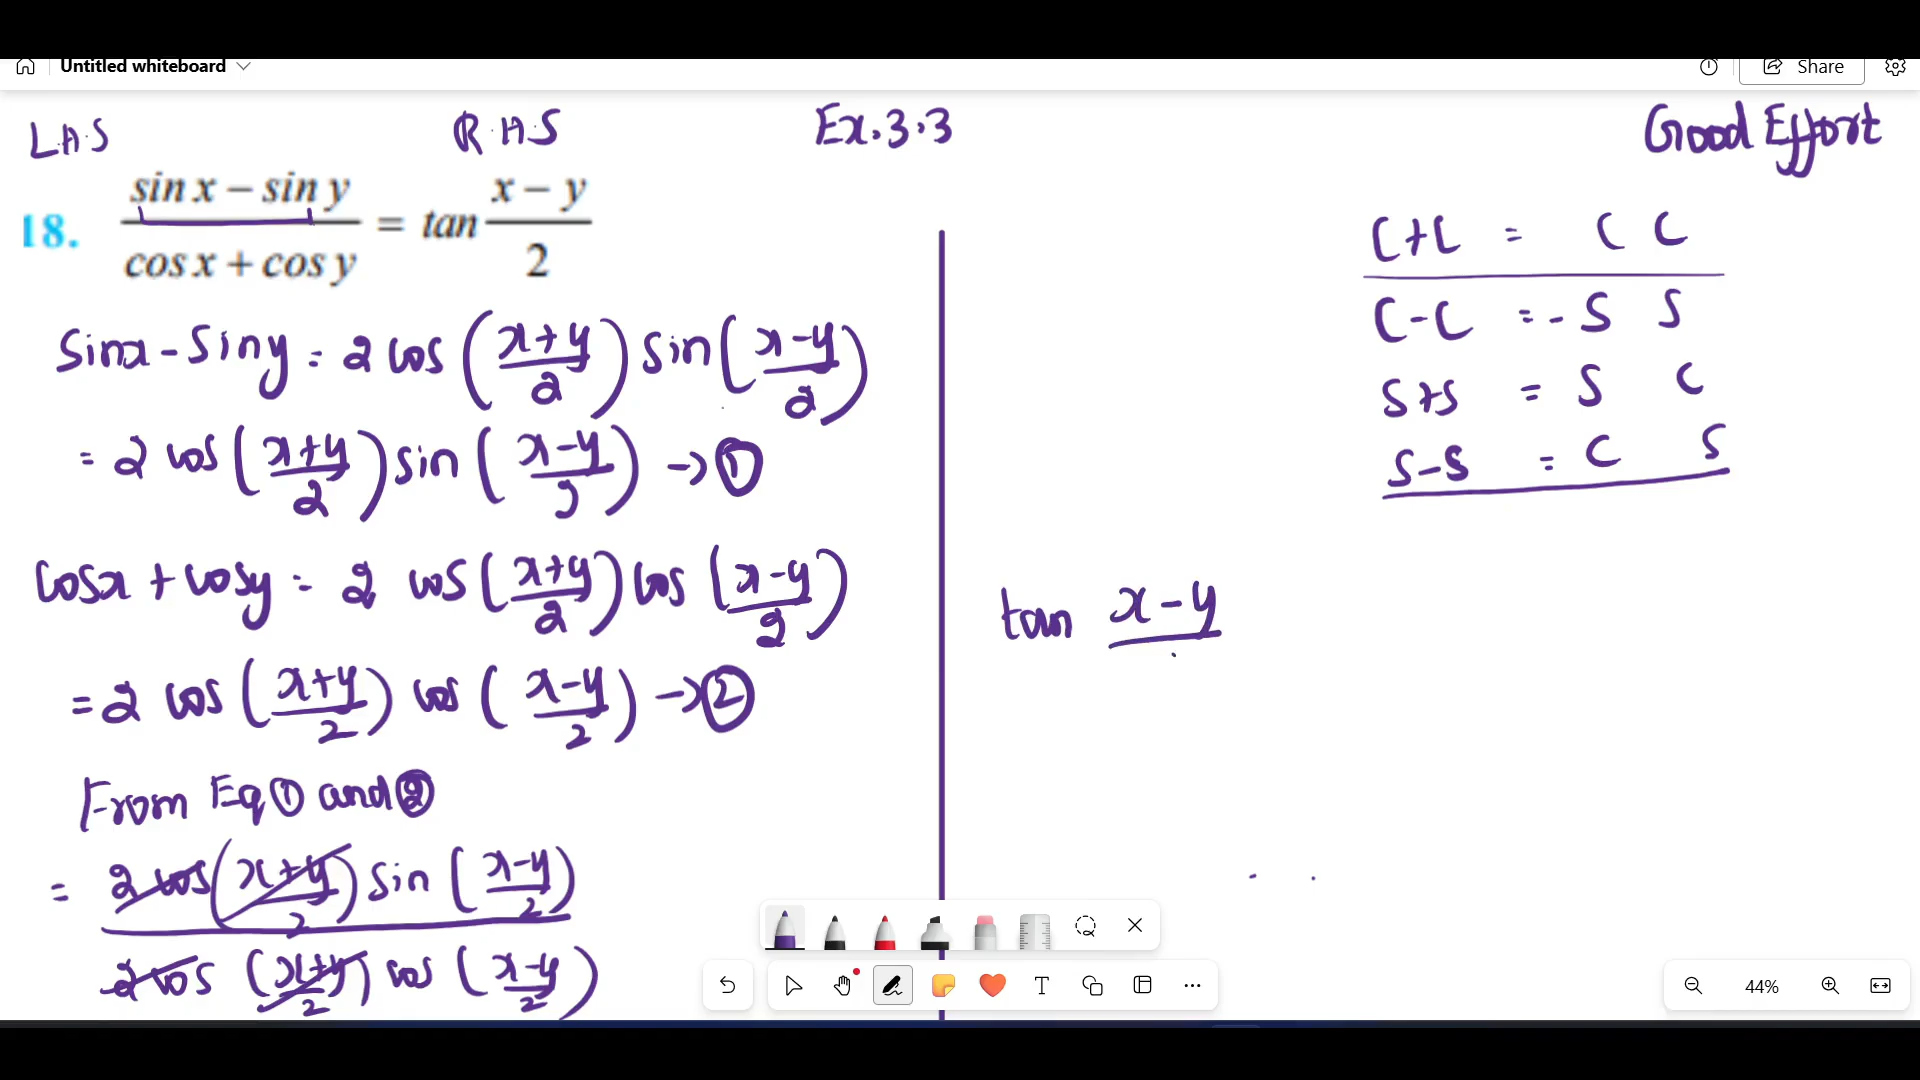 Untitled whiteboard
Share
L.H.S R.H.S Ex.3.3 Good Effort
18. sin x − sin y / cos x + cos y = tan x − y / 2
Sinx - Siny = 2 cos (x+y/2) sin (x-y/2)
= 2 cos (x+y/2) sin (x-y/2) → ①
Cosx + Cosy = 2 cos (x+y/2) cos (x-y/2)
= 2 cos (x+y/2) cos (x-y/2) → ②
From Eq ① and ②
= 2 cos (x+y/2) sin (x-y/2)
2 cos (x+y/2) cos (x-y/2)
C+C = C C
C-C = - S S
S+S = S C
S-S = C S
tan x-y
44%